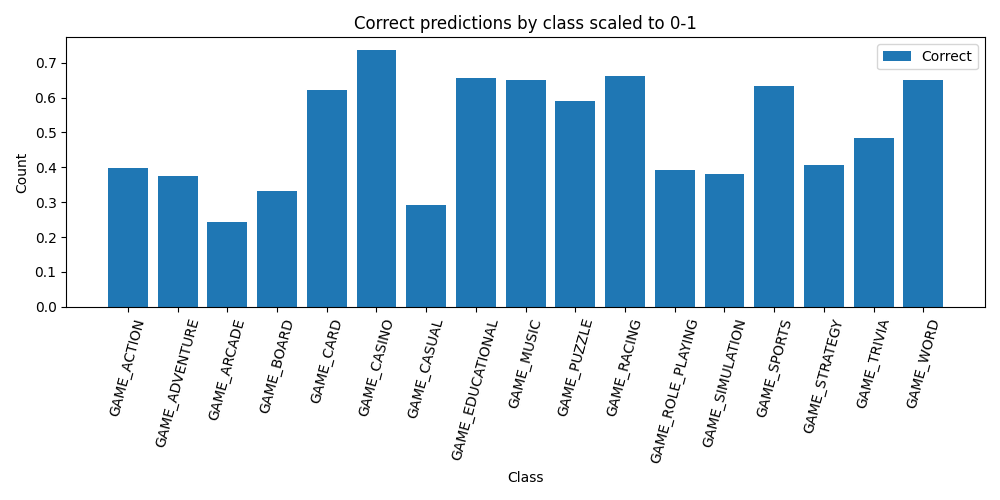 Correct predictions by class scaled to 0-1
Correct
Count
0.7
0.6
0.5
0.4
0.3
0.2
0.1
0.0
GAME_ACTION
GAME_ADVENTURE
GAME_ARCADE
GAME_BOARD
GAME_CARD
GAME_CASINO
GAME_CASUAL
GAME_EDUCATIONAL
GAME_MUSIC
GAME_PUZZLE
GAME_RACING
GAME_ROLE_PLAYING
GAME_SIMULATION
GAME_SPORTS
GAME_STRATEGY
GAME_TRIVIA
GAME_WORD
Class